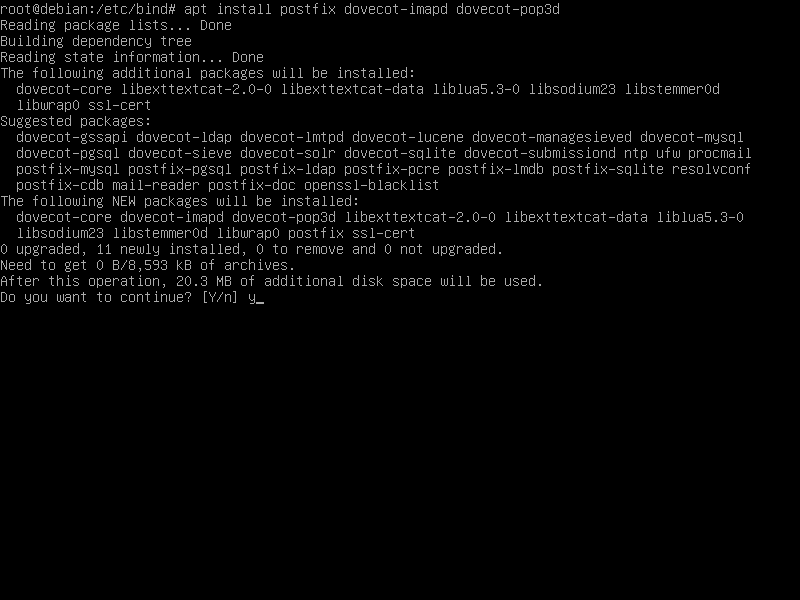 root@debian:/etc/bind# apt install postfix dovecot-imapd dovecot-pop3d
Reading package lists... Done
Building dependency tree
Reading state information... Done
The following additional packages will be installed:
  dovecot-core libexttextcat-2.0-0 libexttextcat-data liblua5.3-0 libsodium23 libstemmer0d
  libwrap0 ssl-cert
Suggested packages:
  dovecot-gssapi dovecot-ldap dovecot-lmtpd dovecot-lucene dovecot-managesieved dovecot-mysql
  dovecot-pgsql dovecot-sieve dovecot-solr dovecot-sqlite dovecot-submissiond ntp ufw procmail
  postfix-mysql postfix-pgsql postfix-ldap postfix-pcre postfix-lmdb postfix-sqlite resolvconf
  postfix-cdb mail-reader postfix-doc openssl-blacklist
The following NEW packages will be installed:
  dovecot-core dovecot-imapd dovecot-pop3d libexttextcat-2.0-0 libexttextcat-data liblua5.3-0
  libsodium23 libstemmer0d libwrap0 postfix ssl-cert
0 upgraded, 11 newly installed, 0 to remove and 0 not upgraded.
Need to get 0 B/8,593 kB of archives.
After this operation, 20.3 MB of additional disk space will be used.
Do you want to continue? [Y/n] y_